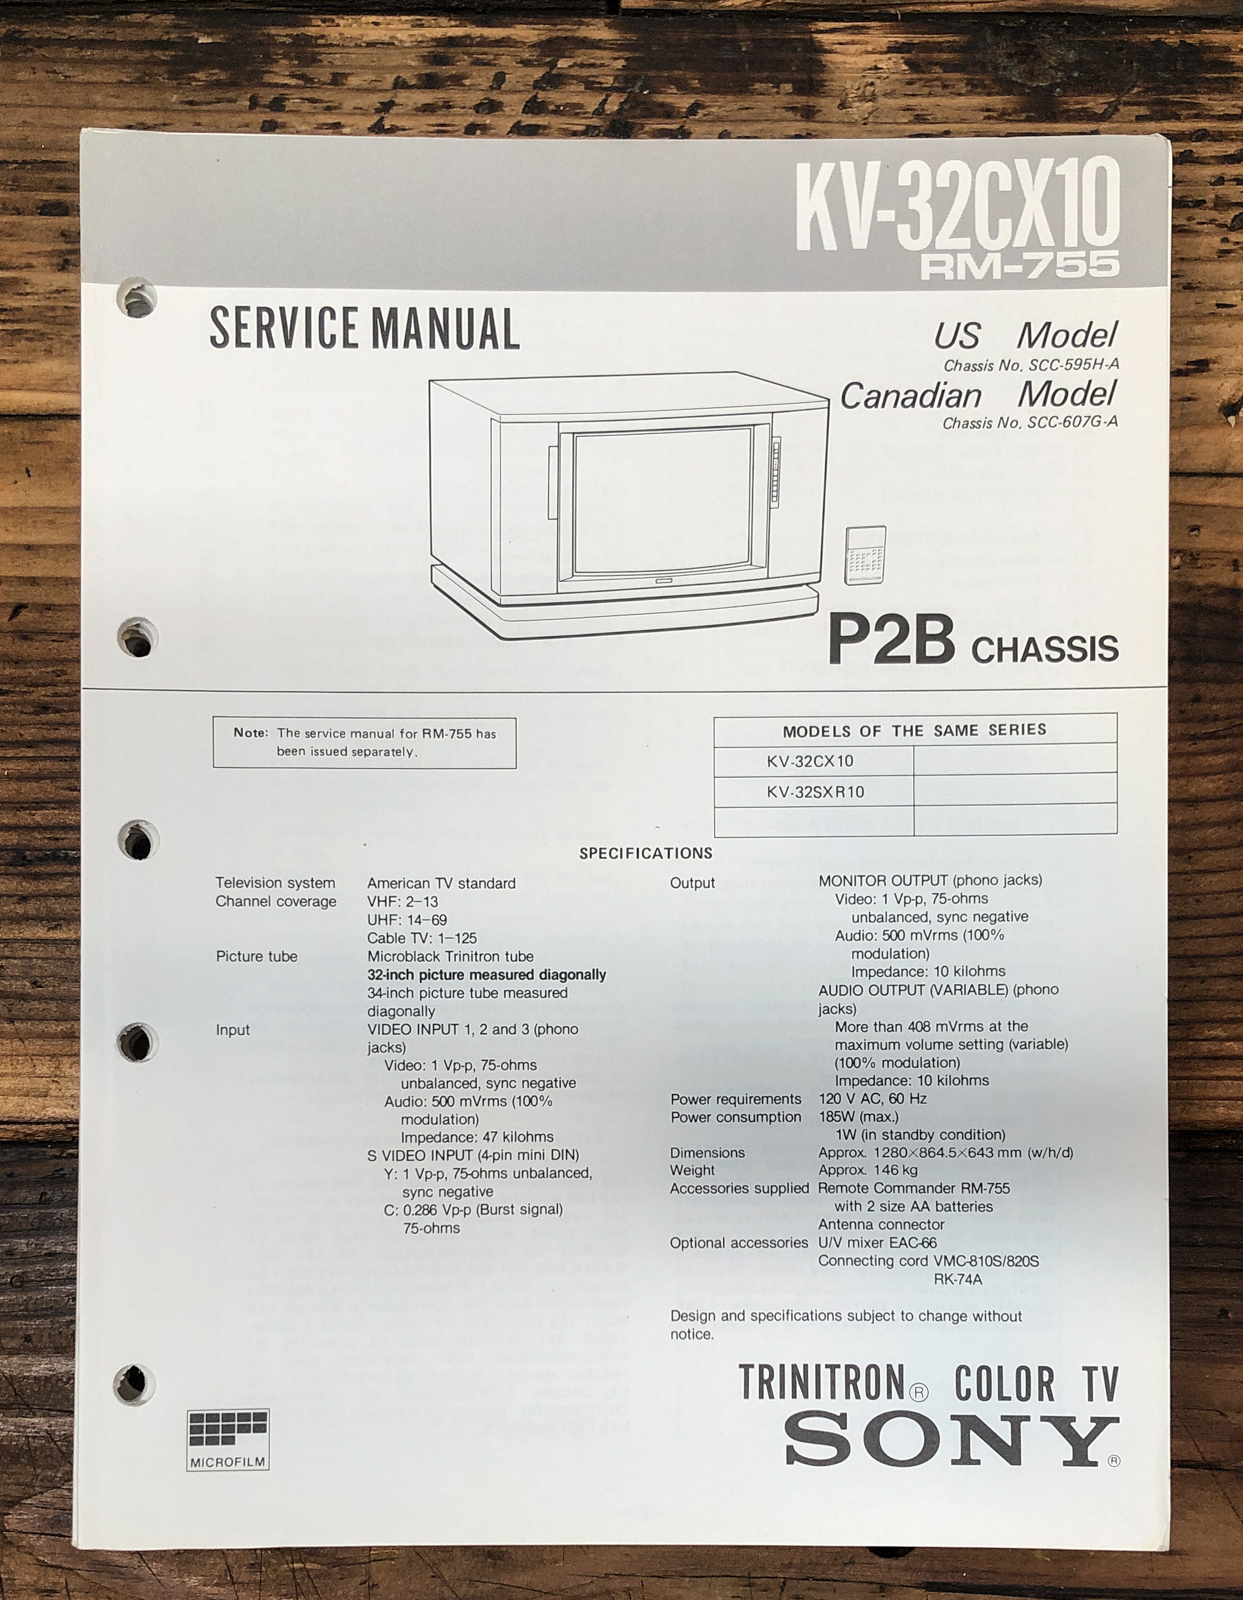 KV-32CX10
RM-755
SERVICE MANUAL
US Model
Chassis No. SCC-595H-A
Canadian Model
Chassis No. SCC-607G-A
P2B CHASSIS
Note: The service manual for RM-755 has
been issued separately.
MODELS OF THE SAME SERIES
KV-32CX10
KV-32SXR10
SPECIFICATIONS
Television system American TV standard
Channel coverage VHF: 2–13
UHF: 14–69
Cable TV: 1–125
Picture tube Microblack Trinitron tube
32-inch picture measured diagonally
34-inch picture tube measured
diagonally
Input VIDEO INPUT 1, 2 and 3 (phono
jacks)
Video: 1 Vp-p, 75-ohms
unbalanced, sync negative
Audio: 500 mVrms (100%
modulation)
Impedance: 47 kilohms
S VIDEO INPUT (4-pin mini DIN)
Y: 1 Vp-p, 75-ohms unbalanced,
sync negative
C: 0.286 Vp-p (Burst signal)
75-ohms
Output MONITOR OUTPUT (phono jacks)
Video: 1 Vp-p, 75-ohms
unbalanced, sync negative
Audio: 500 mVrms (100%
modulation)
Impedance: 10 kilohms
AUDIO OUTPUT (VARIABLE) (phono
jacks)
More than 408 mVrms at the
maximum volume setting (variable)
(100% modulation)
Impedance: 10 kilohms
Power requirements 120 V AC, 60 Hz
Power consumption 185W (max.)
1W (in standby condition)
Dimensions Approx. 1280×864.5×643 mm (w/h/d)
Weight Approx. 146 kg
Accessories supplied Remote Commander RM-755
with 2 size AA batteries
Antenna connector
Optional accessories U/V mixer EAC-66
Connecting cord VMC-810S/820S
RK-74A
Design and specifications subject to change without
notice.
TRINITRON® COLOR TV
SONY®
MICROFILM